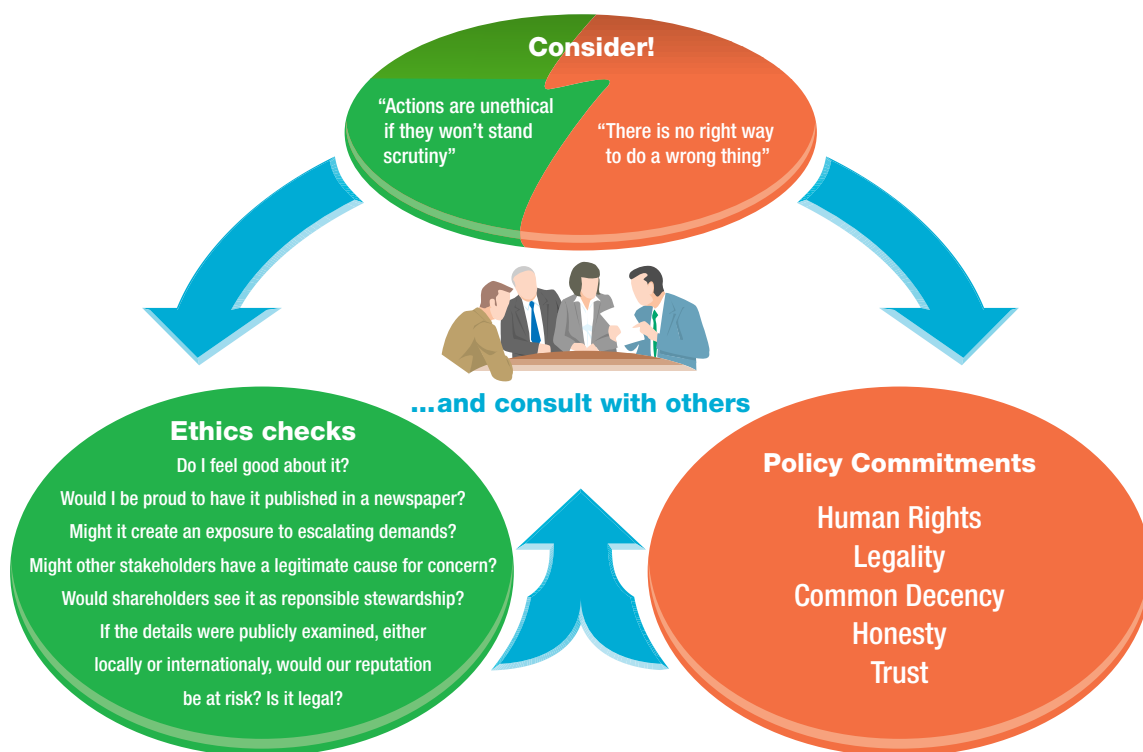 Consider!
“Actions are unethical
if they won’t stand
scrutiny”
“There is no right way
to do a wrong thing”
...and consult with others
Ethics checks
Do I feel good about it?
Would I be proud to have it published in a newspaper?
Might it create an exposure to escalating demands?
Might other stakeholders have a legitimate cause for concern?
Would shareholders see it as reponsible stewardship?
If the details were publicly examined, either
locally or internationaly, would our reputation
be at risk? Is it legal?
Policy Commitments
Human Rights
Legality
Common Decency
Honesty
Trust